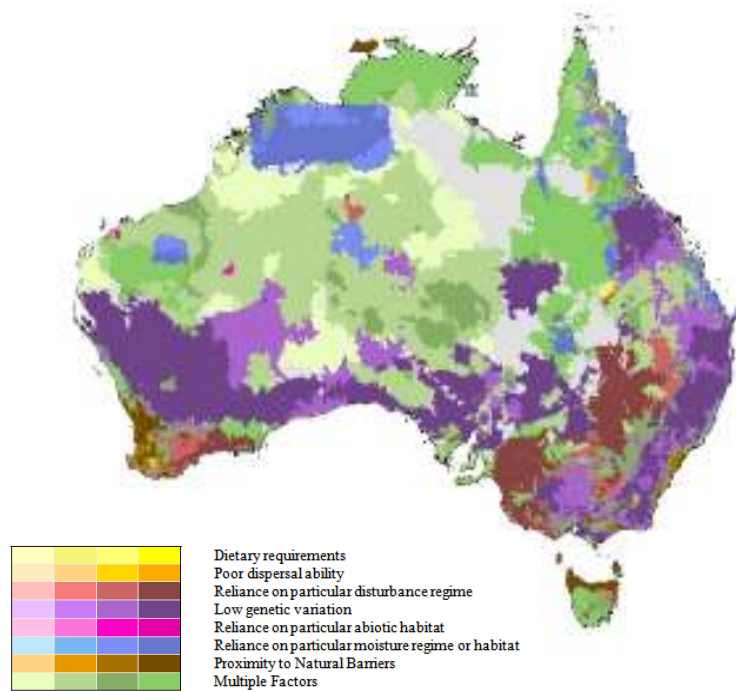 Dietary requirements
Poor dispersal ability
Reliance on particular disturbance regime
Low genetic variation
Reliance on particular abiotic habitat
Reliance on particular moisture regime or habitat
Proximity to Natural Barriers
Multiple Factors